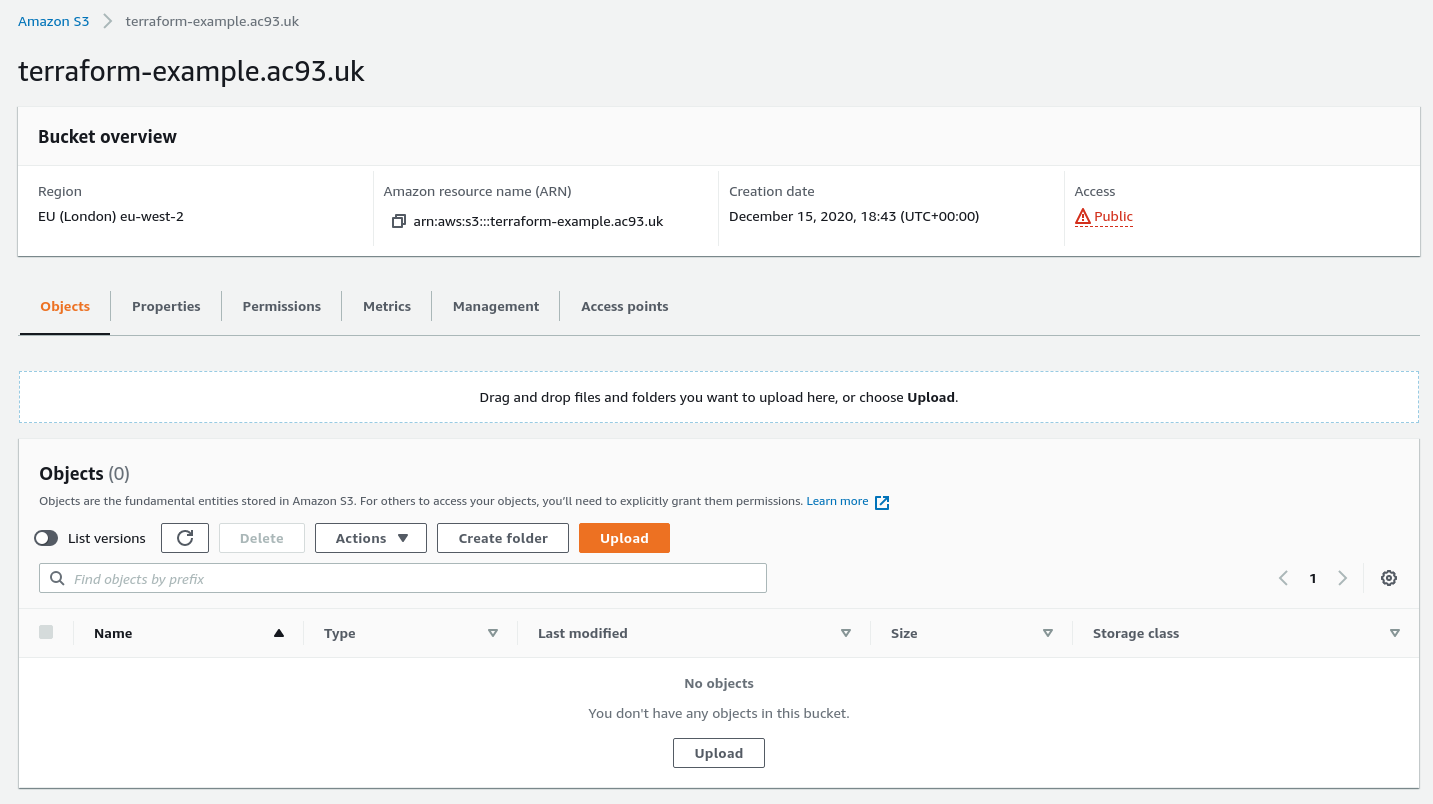 Amazon S3 terraform-example.ac93.uk
terraform-example.ac93.uk
Bucket overview
Region Amazon resource name (ARN) Creation date Access
EU (London) eu-west-2 arn:aws:s3:::terraform-example.ac93.uk December 15, 2020, 18:43 (UTC+00:00) Public
Objects Properties Permissions Metrics Management Access points
Drag and drop files and folders you want to upload here, or choose Upload.
Objects (0)
Objects are the fundamental entities stored in Amazon S3. For others to access your objects, you'll need to explicitly grant them permissions. Learn more
List versions Delete Actions Create folder Upload
Find objects by prefix 1
Name Type Last modified Size Storage class
No objects
You don't have any objects in this bucket.
Upload